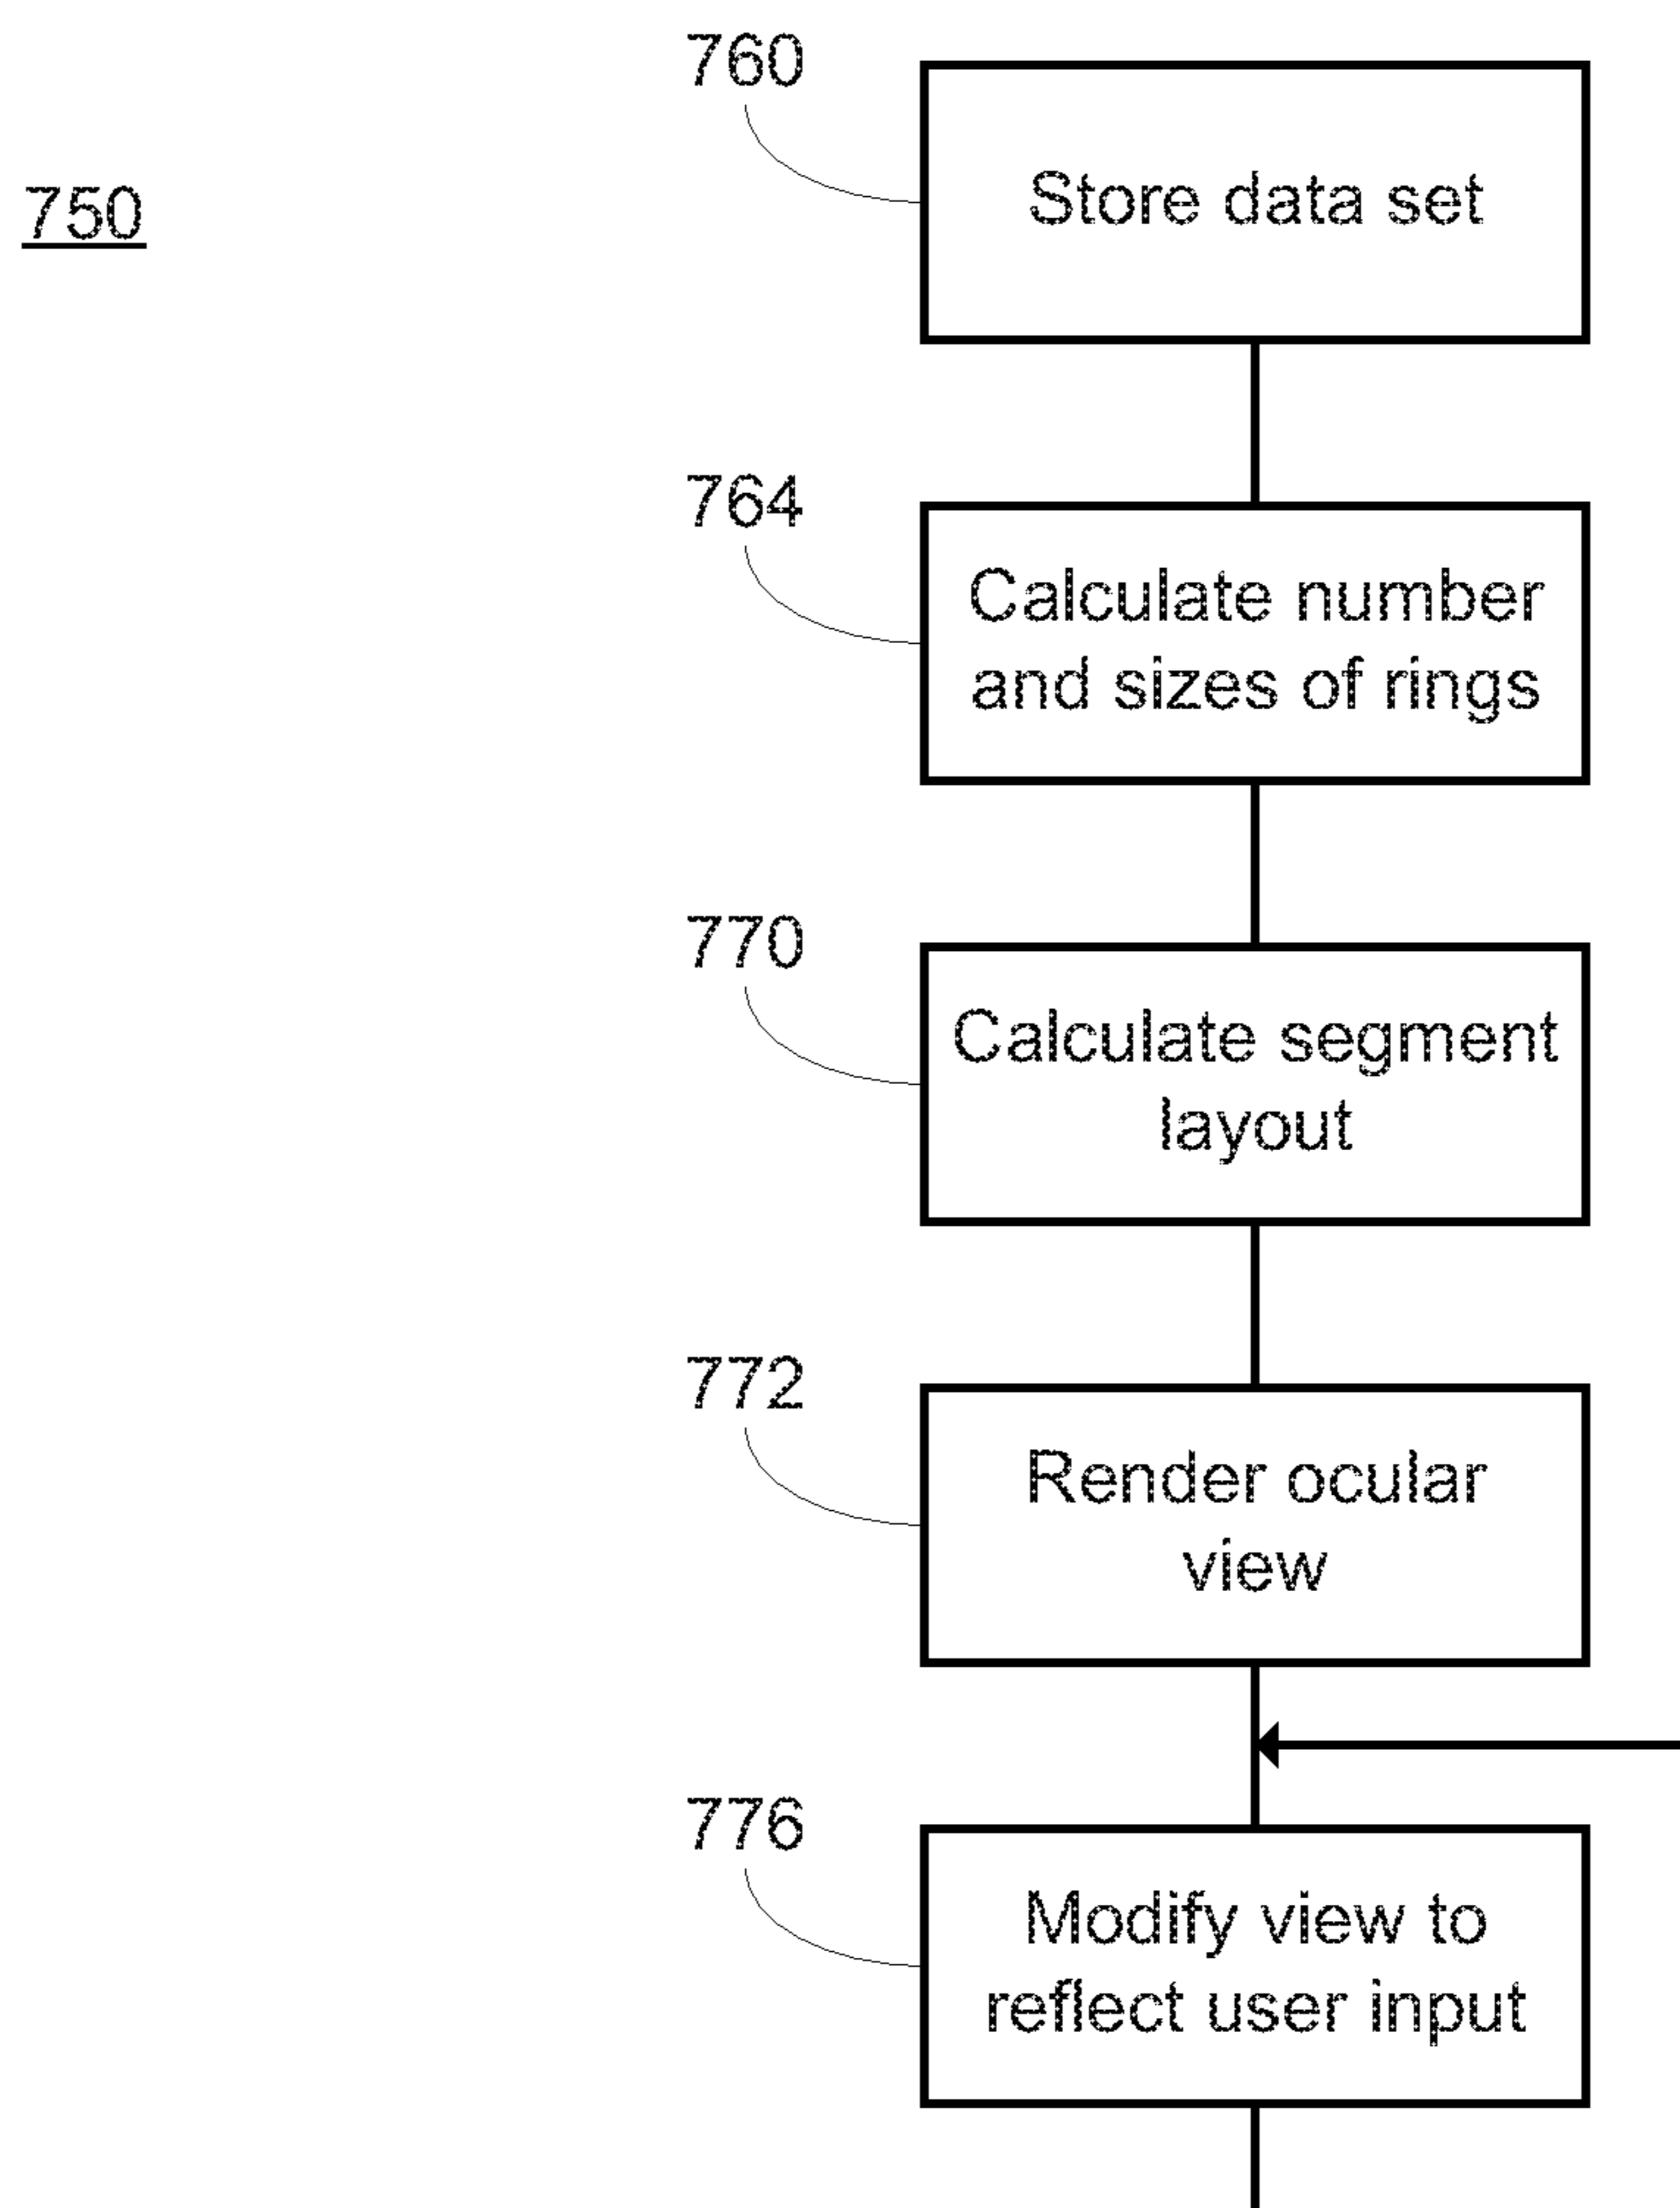 760
750
Store data set
764
Calculate number
and sizes of rings
770
Calculate segment
layout
772
Render ocular
view
776
Modify view to
reflect user input